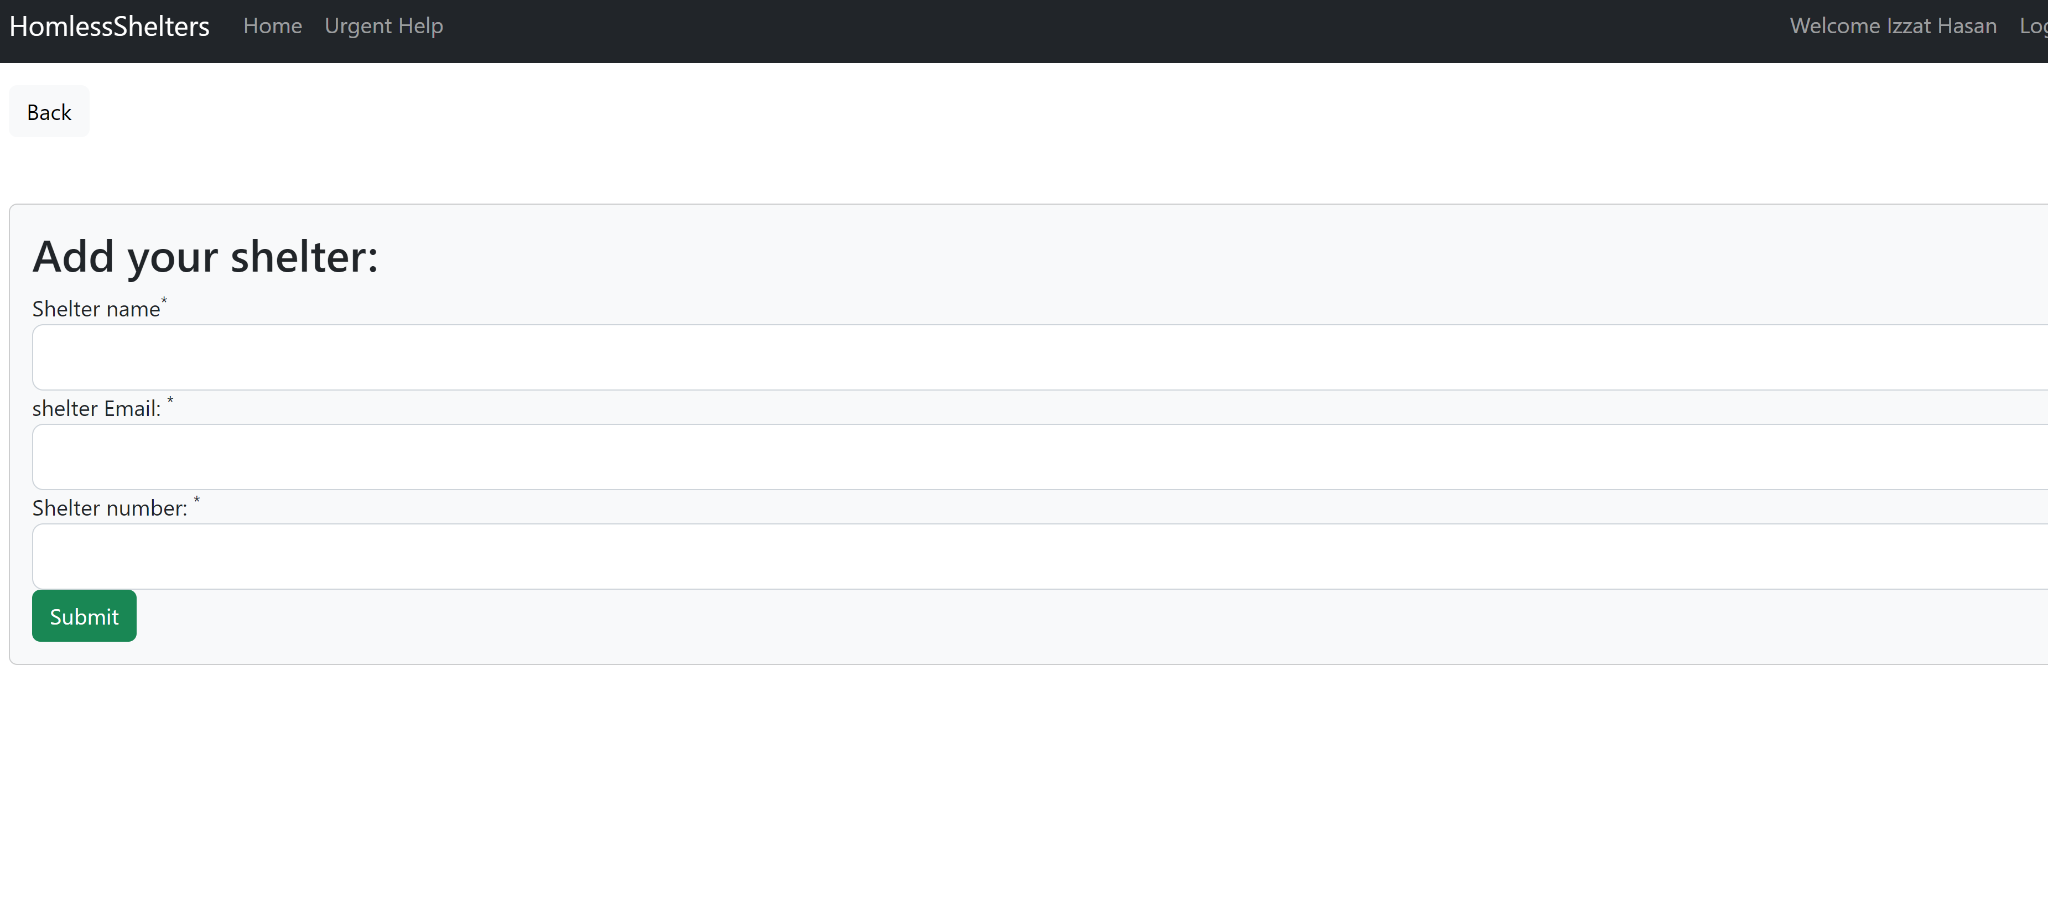 HomlessShelters Home Urgent Help Welcome Izzat Hasan
Back
Add your shelter:
Shelter name*
shelter Email: *
Shelter number: *
Submit